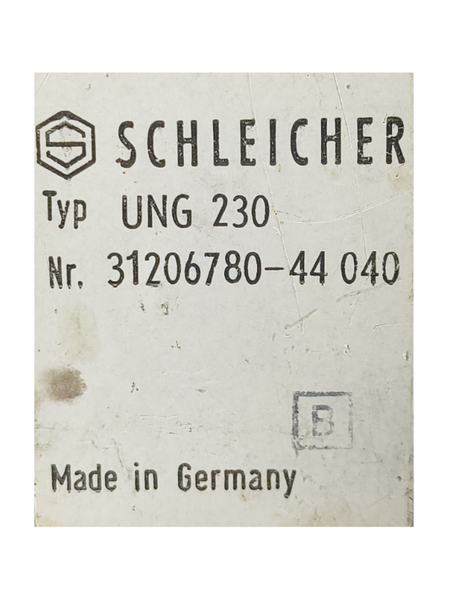 S SCHLEICHER
Typ UNG 230
Nr. 31206780-44 040
B
Made in Germany